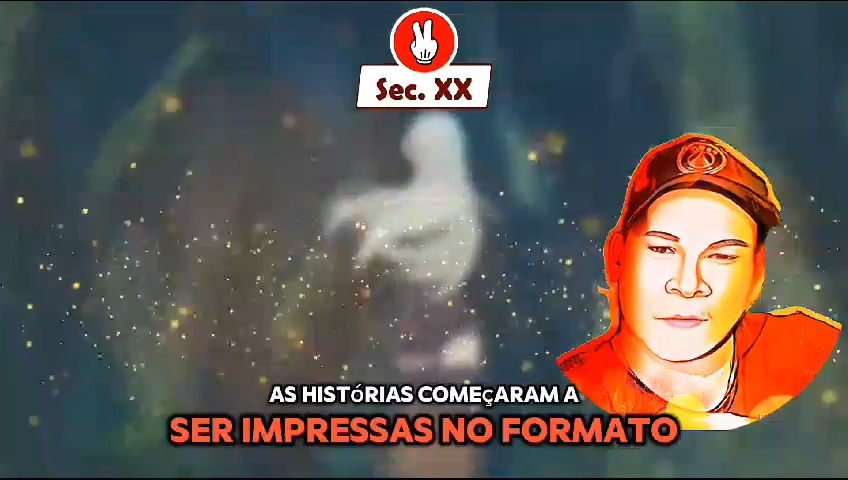 Sec. XX
AS HISTÓRIAS COMEÇARAM A
SER IMPRESSAS NO FORMATO